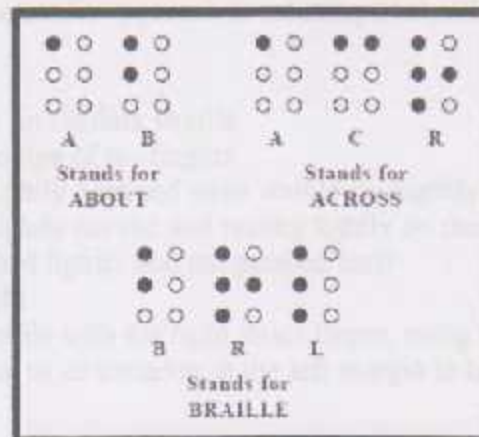 A B A C R
Stands for Stands for
ABOUT ACROSS
B R L
Stands for
BRAILLE